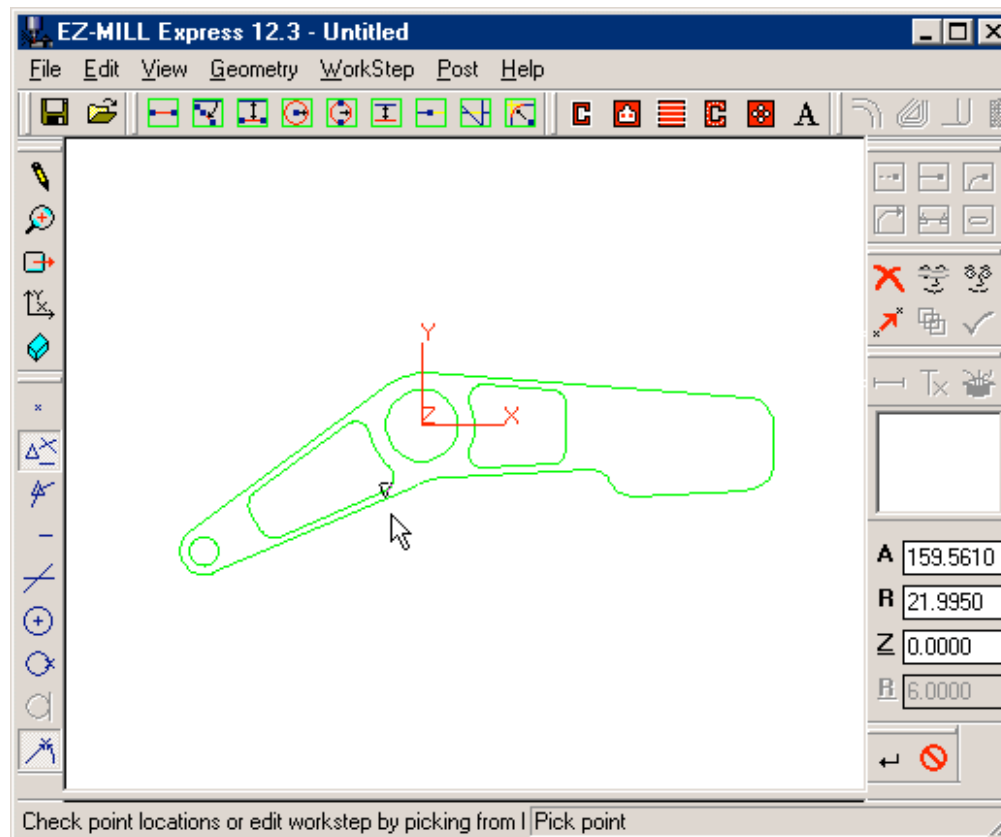 EZ-MILL Express 12.3 - Untitled
File Edit View Geometry WorkStep Post Help
C C A
Y
X
Tx
Y
Z X
A 159.5610
R 21.9950
Z 0.0000
R 6.0000
Check point locations or edit workstep by picking from l Pick point